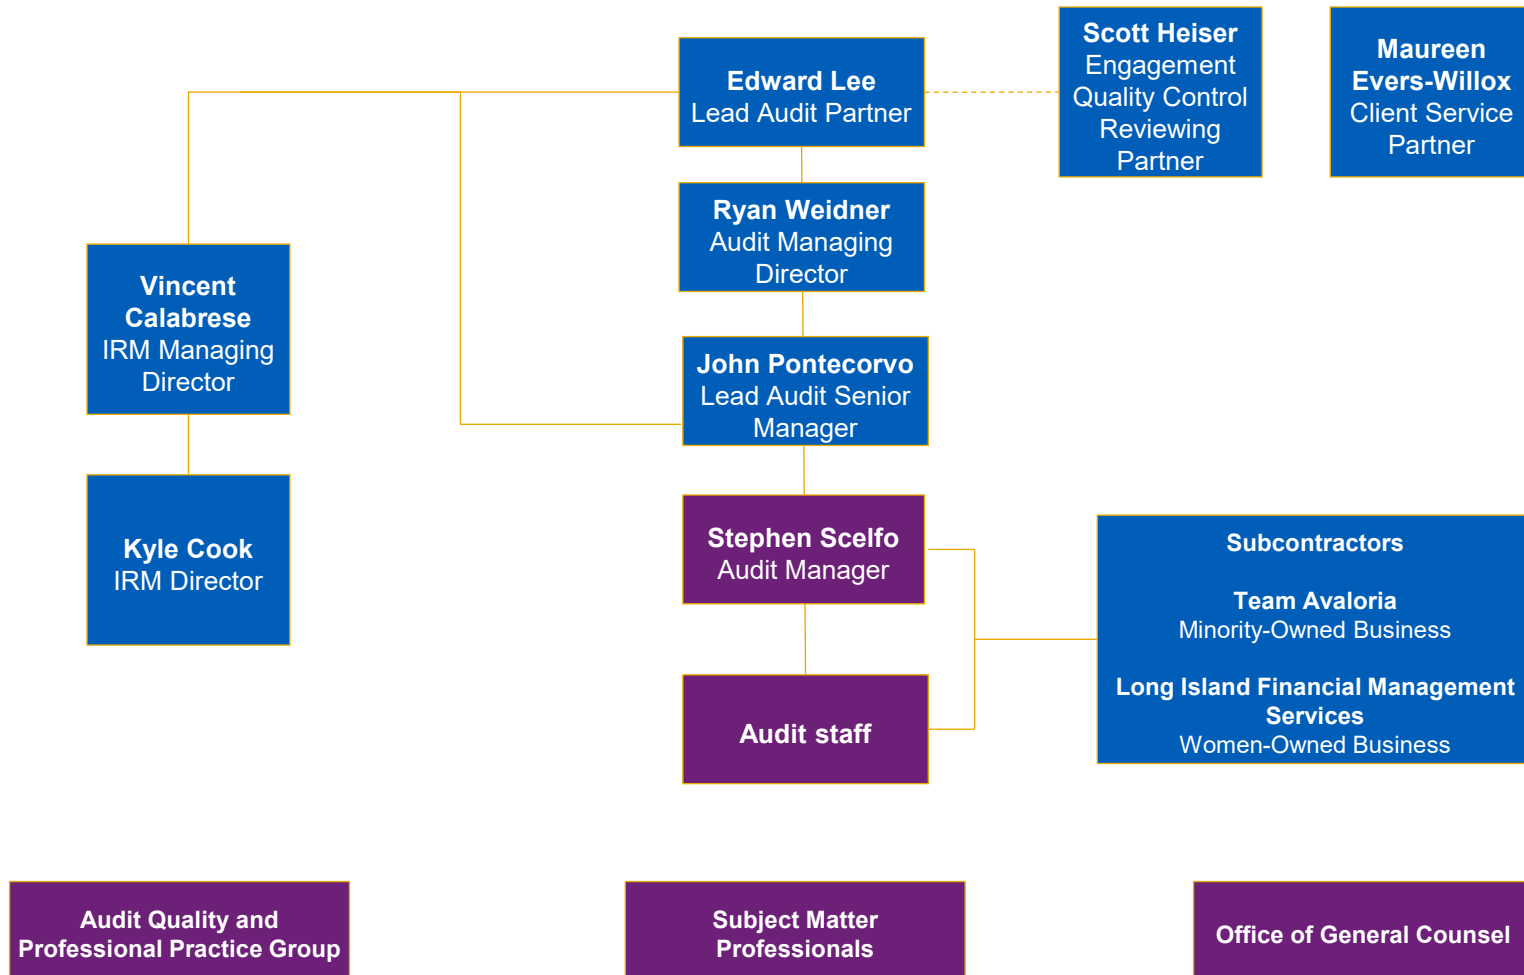 Edward Lee
Lead Audit Partner
Scott Heiser
Engagement
Quality Control
Reviewing
Partner
Maureen
Evers-Willox
Client Service
Partner
Ryan Weidner
Audit Managing
Director
Vincent
Calabrese
IRM Managing
Director
John Pontecorvo
Lead Audit Senior
Manager
Kyle Cook
IRM Director
Stephen Scelfo
Audit Manager
Subcontractors
Team Avaloria
Minority-Owned Business
Long Island Financial Management
Services
Women-Owned Business
Audit staff
Audit Quality and
Professional Practice Group
Subject Matter
Professionals
Office of General Counsel